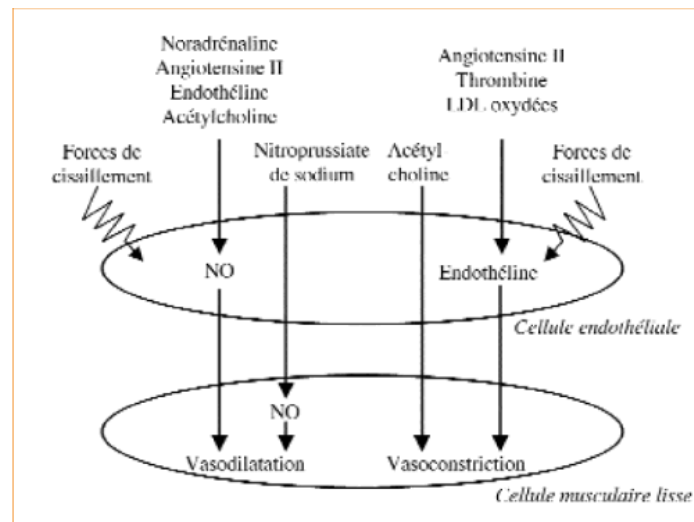 Noradrénaline
Angiotensine II
Endothéline
Acétylcholine
Angiotensine II
Thrombine
LDL oxydées
Forces de
cisaillement
Nitroprussiate
de sodium
Acétyl
choline
Forces de
cisaillement
NO
Endothéline
Cellule endothéliale
NO
Vasodilatation
Vasoconstriction
Cellule musculaire lisse